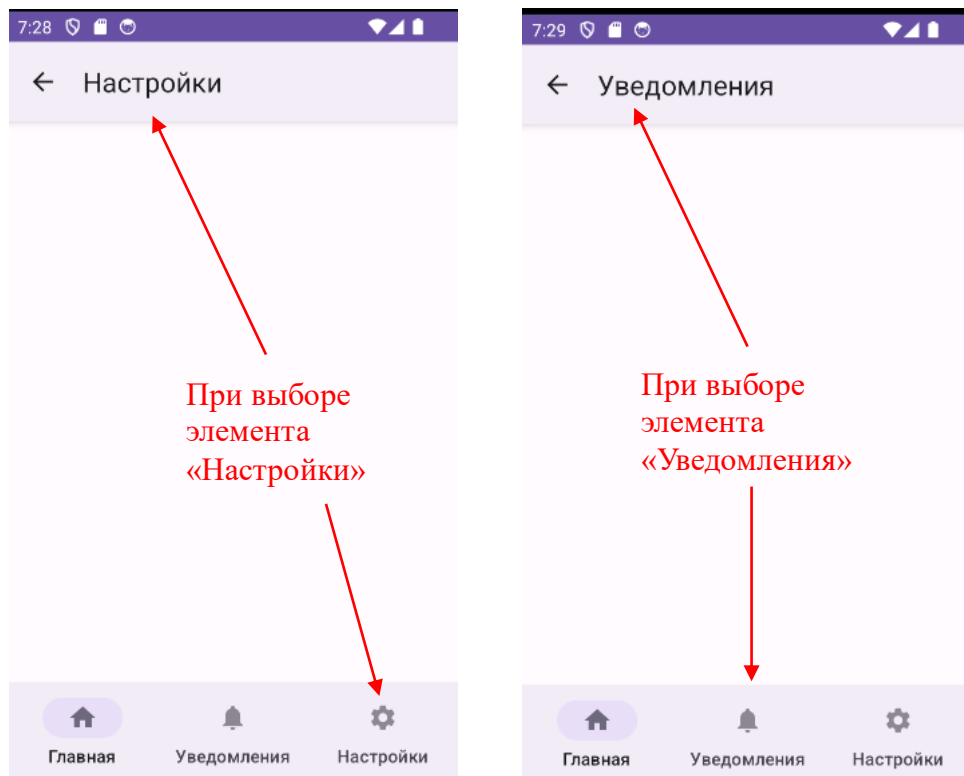 7:28
Настройки
При выборе
элемента
«Настройки»
Главная Уведомления Настройки
7:29
Уведомления
При выборе
элемента
«Уведомления»
Главная Уведомления Настройки